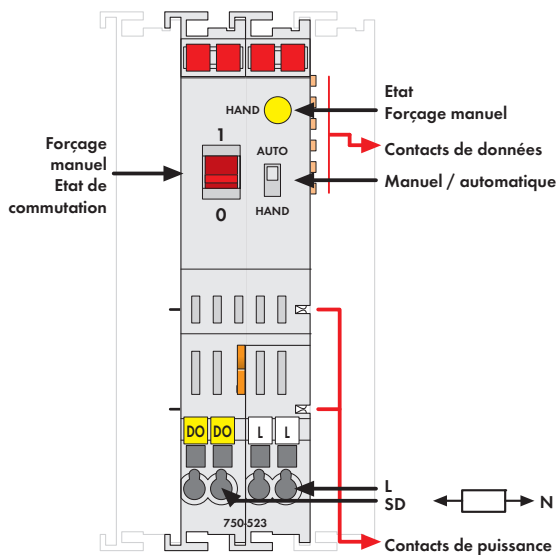 Etat
HAND
Forçage manuel
1
AUTO
Contacts de données
Forçage
manuel
Etat de
commutation
Manuel / automatique
0
HAND
DO
DO
L
L
L
SD
N
750-523
Contacts de puissance